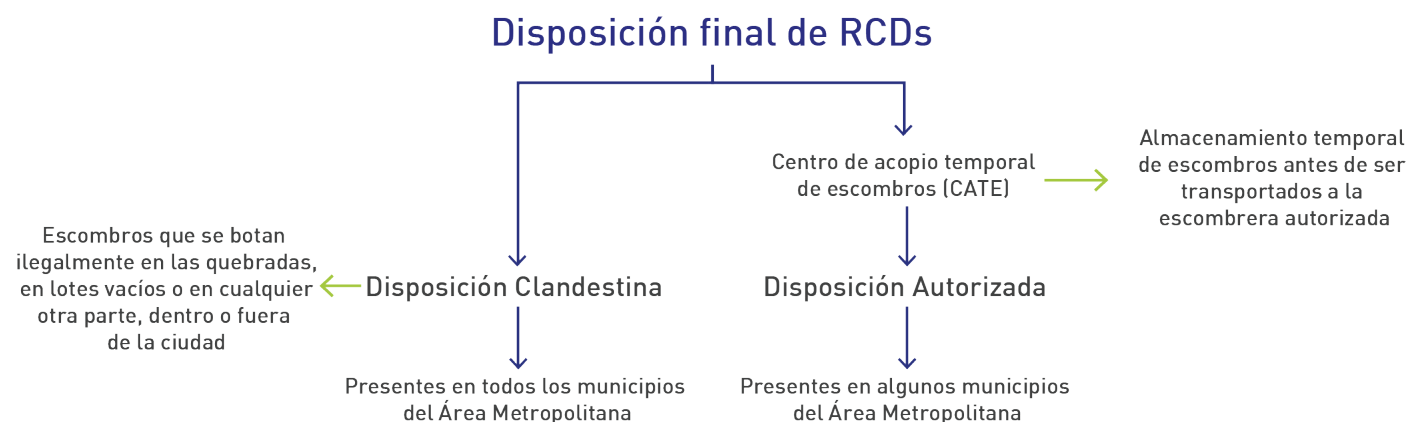 Disposición final de RCDs
Centro de acopio temporal
de escombros (CATE)
Almacenamiento temporal
de escombros antes de ser
transportados a la
escombrera autorizada
Escombros que se botan
ilegalmente en las quebradas,
en lotes vacíos o en cualquier
otra parte, dentro o fuera
de la ciudad
Disposición Clandestina
Disposición Autorizada
Presentes en todos los municipios
del Área Metropolitana
Presentes en algunos municipios
del Área Metropolitana